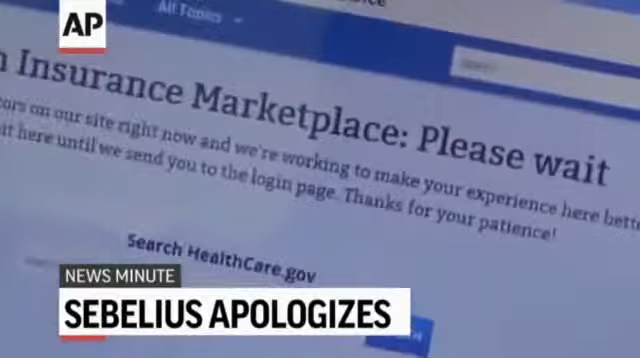 AP
All Topics
Insurance Marketplace: Please wait
on our site right now and we're working to make your experience here
here until we send you to the login page. Thanks for your patience!
Search HealthCare.gov
NEWS MINUTE
SEBELIUS APOLOGIZES